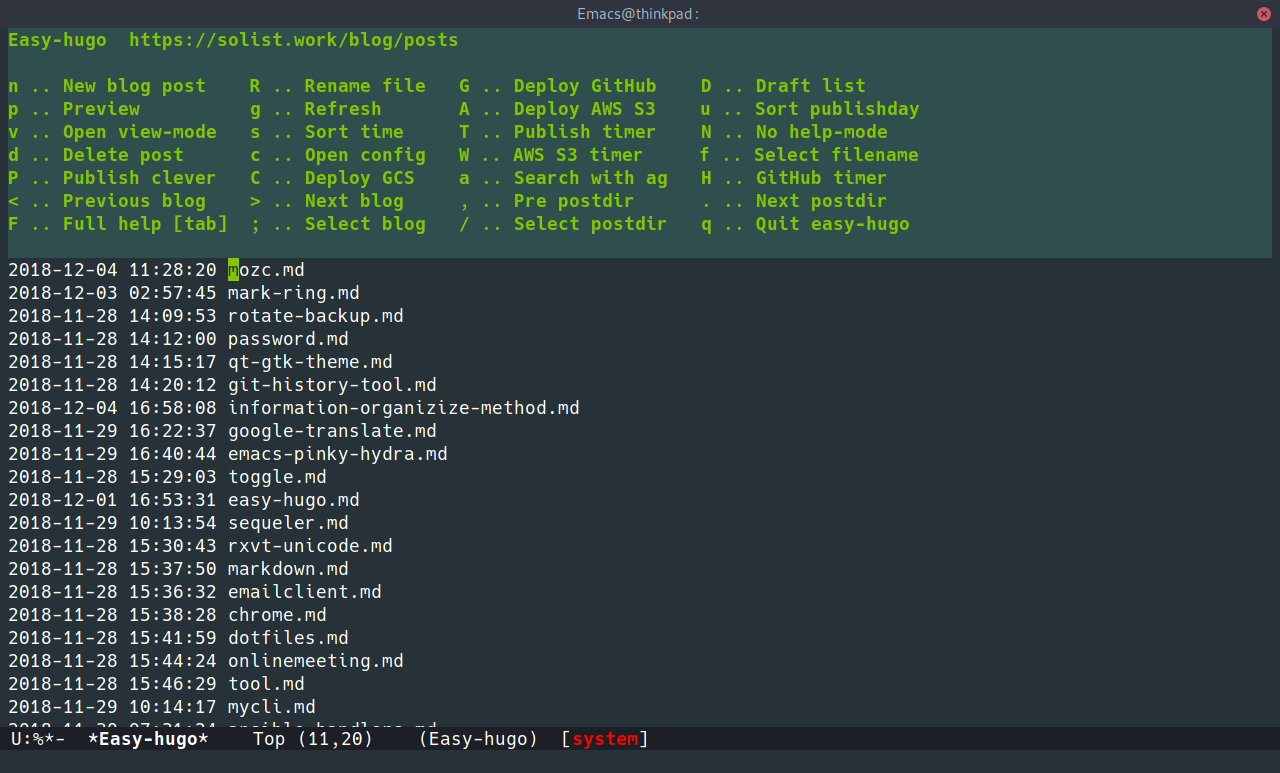 Emacs@thinkpad:
Easy-hugo  https://solist.work/blog/posts
n .. New blog post    R .. Rename file   G .. Deploy GitHub    D .. Draft list
p .. Preview          g .. Refresh       A .. Deploy AWS S3    u .. Sort publishday
v .. Open view-mode   s .. Sort time     T .. Publish timer    N .. No help-mode
d .. Delete post      c .. Open config   W .. AWS S3 timer     f .. Select filename
P .. Publish clever   C .. Deploy GCS    a .. Search with ag   H .. GitHub timer
< .. Previous blog    > .. Next blog     , .. Pre postdir      . .. Next postdir
F .. Full help [tab]  ; .. Select blog   / .. Select postdir   q .. Quit easy-hugo
2018-12-04 11:28:20 mozc.md
2018-12-03 02:57:45 mark-ring.md
2018-11-28 14:09:53 rotate-backup.md
2018-11-28 14:12:00 password.md
2018-11-28 14:15:17 qt-gtk-theme.md
2018-11-28 14:20:12 git-history-tool.md
2018-12-04 16:58:08 information-organizize-method.md
2018-11-29 16:22:37 google-translate.md
2018-11-29 16:40:44 emacs-pinky-hydra.md
2018-11-28 15:29:03 toggle.md
2018-12-01 16:53:31 easy-hugo.md
2018-11-29 10:13:54 sequeler.md
2018-11-28 15:30:43 rxvt-unicode.md
2018-11-28 15:37:50 markdown.md
2018-11-28 15:36:32 emailclient.md
2018-11-28 15:38:28 chrome.md
2018-11-28 15:41:59 dotfiles.md
2018-11-28 15:44:24 onlinemeeting.md
2018-11-28 15:46:29 tool.md
2018-11-29 10:14:17 mycli.md
U:%*-  *Easy-hugo*    Top (11,20)    (Easy-hugo)  [system]